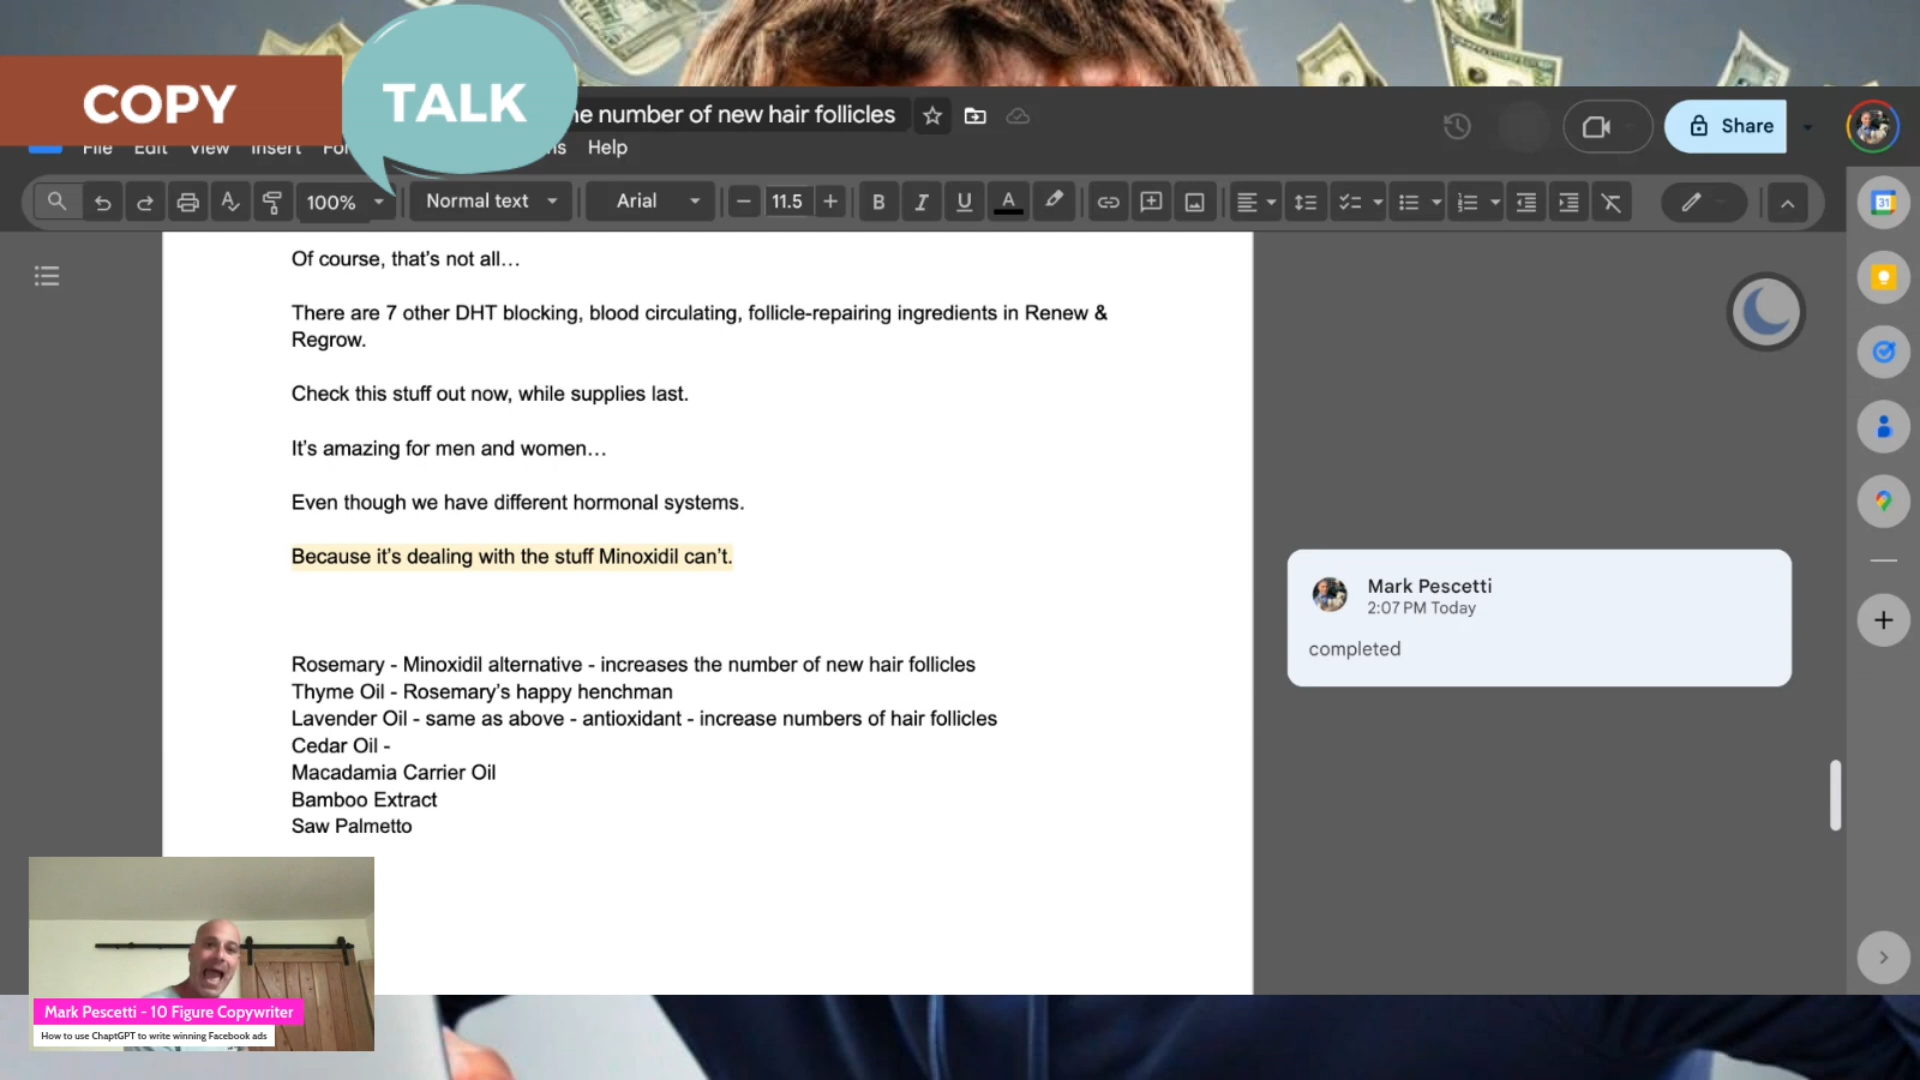 COPY TALK
he number of new hair follicles
Share
File Edit View Insert Help
100% Normal text Arial 11.5 B I U A
31
Of course, that's not all…
There are 7 other DHT blocking, blood circulating, follicle-repairing ingredients in Renew &
Regrow.
Check this stuff out now, while supplies last.
It's amazing for men and women…
Even though we have different hormonal systems.
Because it's dealing with the stuff Minoxidil can't.
Mark Pescetti
2:07 PM Today
completed
Rosemary - Minoxidil alternative - increases the number of new hair follicles
Thyme Oil - Rosemary's happy henchman
Lavender Oil - same as above - antioxidant - increase numbers of hair follicles
Cedar Oil -
Macadamia Carrier Oil
Bamboo Extract
Saw Palmetto
Mark Pescetti - 10 Figure Copywriter
How to use ChaptGPT to write winning Facebook ads